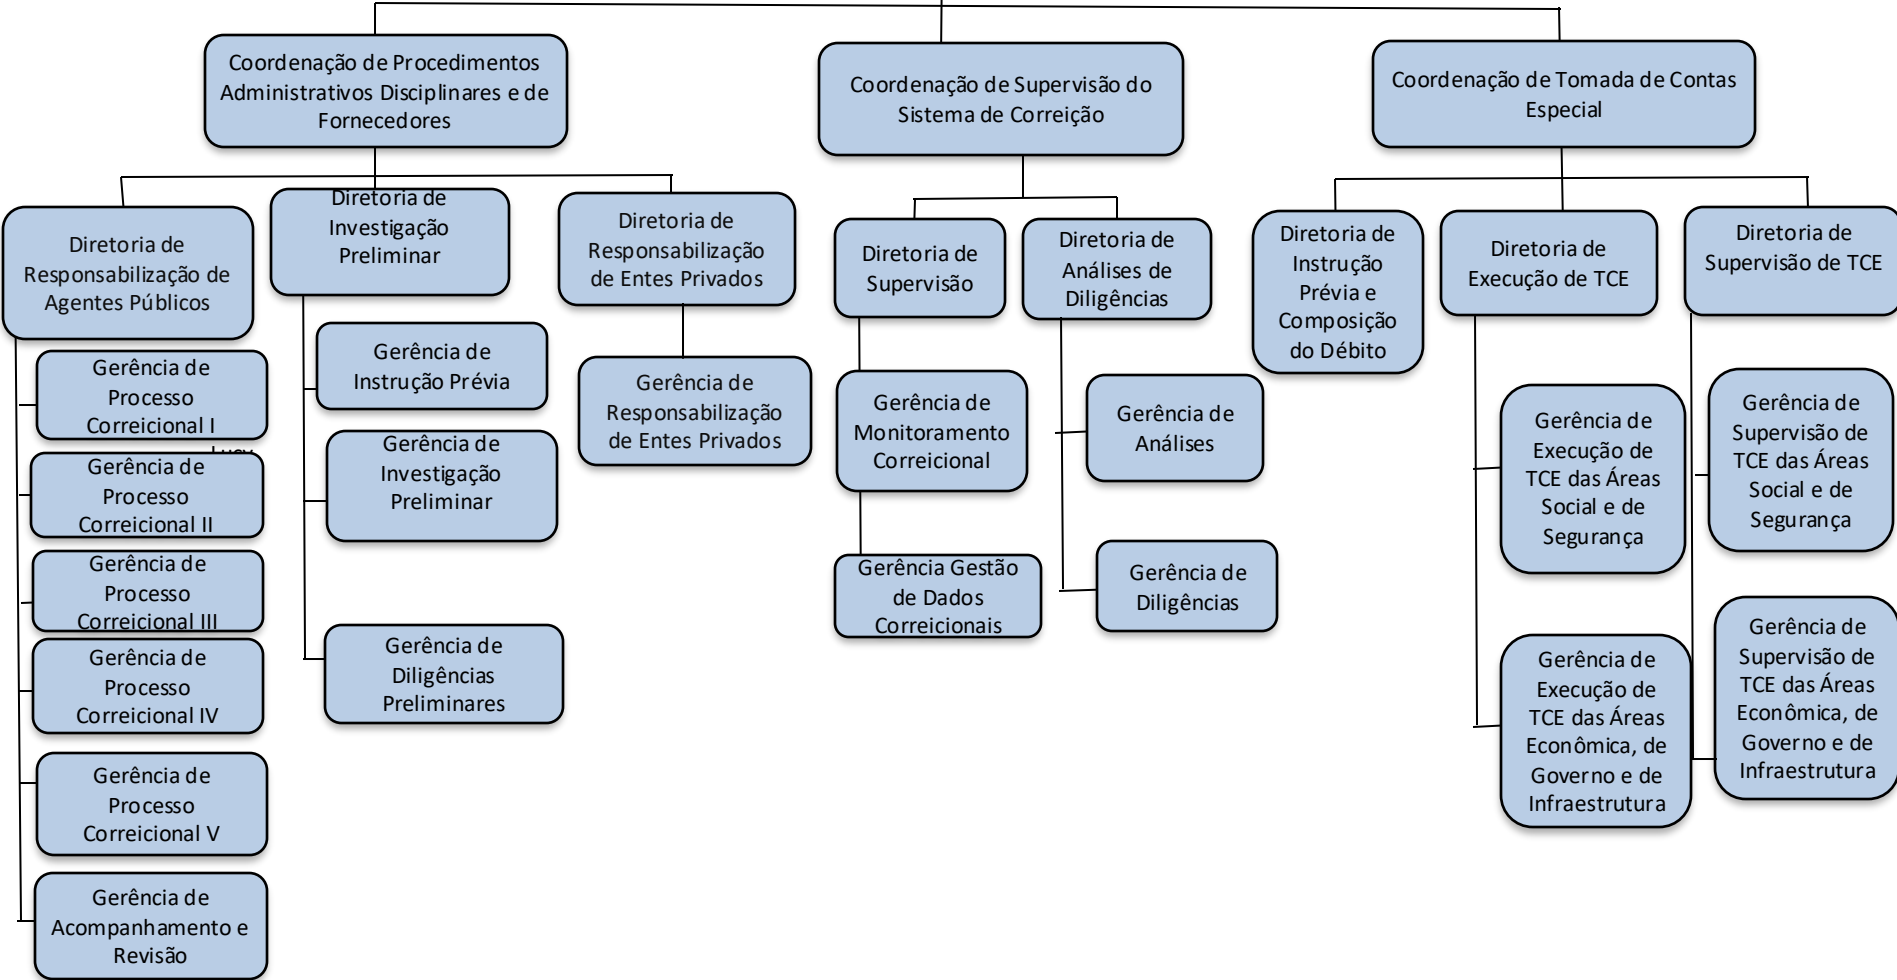 Coordenação de Procedimentos
Administrativos Disciplinares e de
Fornecedores
Coordenação de Supervisão do
Sistema de Correição
Coordenação de Tomada de Contas
Especial
Diretoria de
Responsabilização de
Agentes Públicos
Diretoria de
Investigação
Preliminar
Diretoria de
Responsabilização
de Entes Privados
Diretoria de
Supervisão
Diretoria de
Análises de
Diligências
Diretoria de
Instrução
Prévia e
Composição
do Débito
Diretoria de
Execução de TCE
Diretoria de
Supervisão de TCE
Gerência de
Processo
Correicional I
Gerência de
Processo
Correicional II
Gerência de
Processo
Correicional III
Gerência de
Processo
Correicional IV
Gerência de
Processo
Correicional V
Gerência de
Acompanhamento e
Revisão
Gerência de
Instrução Prévia
Gerência de
Investigação
Preliminar
Gerência de
Diligências
Preliminares
Gerência de
Responsabilização
de Entes Privados
Gerência de
Monitoramento
Correicional
Gerência Gestão
de Dados
Correicionais
Gerência de
Análises
Gerência de
Diligências
Gerência de
Execução de
TCE das Áreas
Social e de
Segurança
Gerência de
Execução de
TCE das Áreas
Econômica, de
Governo e de
Infraestrutura
Gerência de
Supervisão de
TCE das Áreas
Social e de
Segurança
Gerência de
Supervisão de
TCE das Áreas
Econômica, de
Governo e de
Infraestrutura